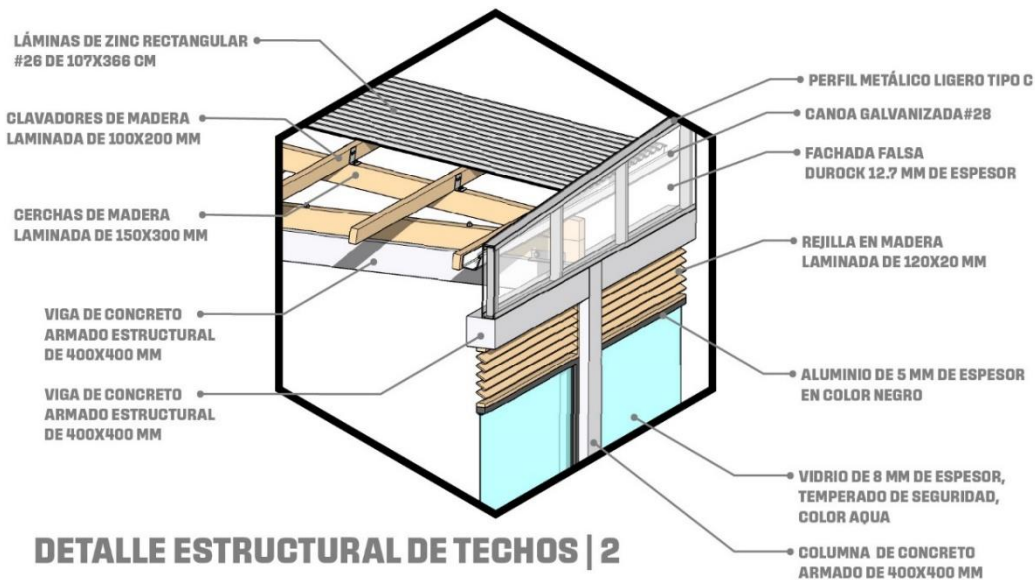 LÁMINAS DE ZINC RECTANGULAR
#26 DE 107X366 CM
CLAVADORES DE MADERA
LAMINADA DE 100X200 MM
CERCHAS DE MADERA
LAMINADA DE 150X300 MM
VIGA DE CONCRETO
ARMADO ESTRUCTURAL
DE 400X400 MM
VIGA DE CONCRETO
ARMADO ESTRUCTURAL
DE 400X400 MM
PERFIL METÁLICO LIGERO TIPO C
CANOA GALVANIZADA#28
FACHADA FALSA
DUROCK 12.7 MM DE ESPESOR
REJILLA EN MADERA
LAMINADA DE 120X20 MM
ALUMINIO DE 5 MM DE ESPESOR
EN COLOR NEGRO
VIDRIO DE 8 MM DE ESPESOR,
TEMPERADO DE SEGURIDAD,
COLOR AQUA
COLUMNA DE CONCRETO
ARMADO DE 400X400 MM
DETALLE ESTRUCTURAL DE TECHOS | 2